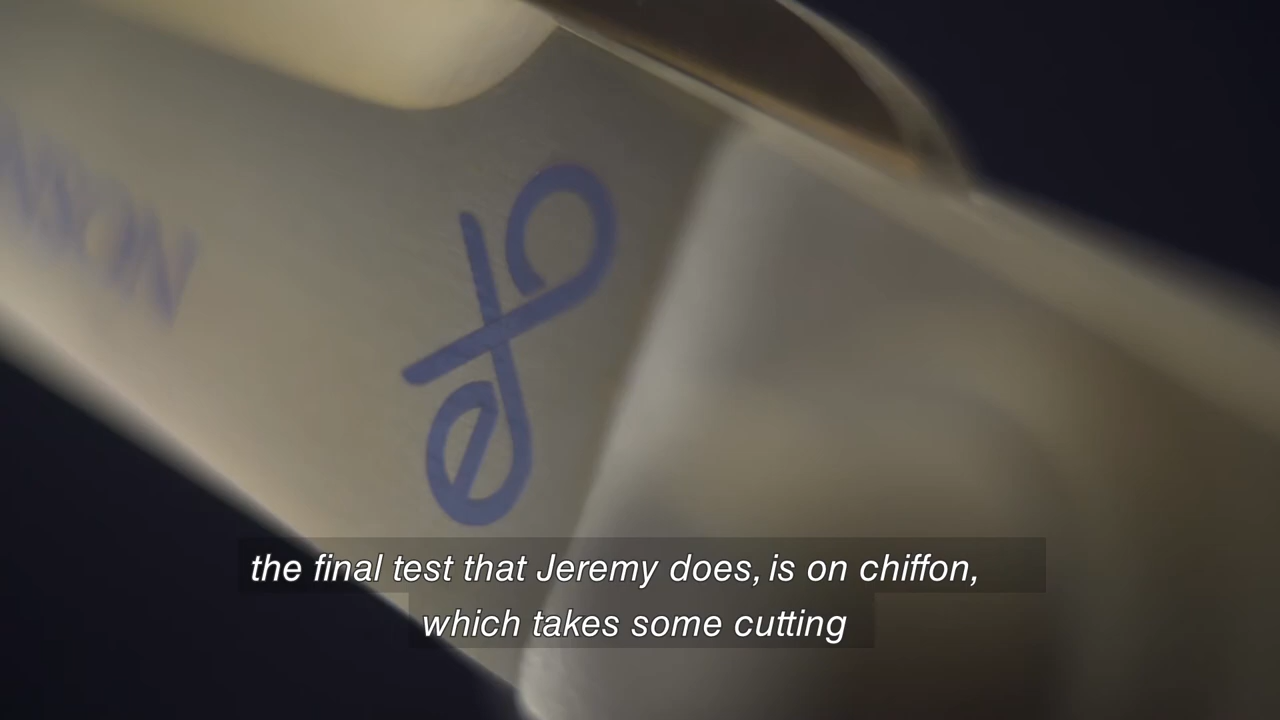 the final test that Jeremy does, is on chiffon,
which takes some cutting